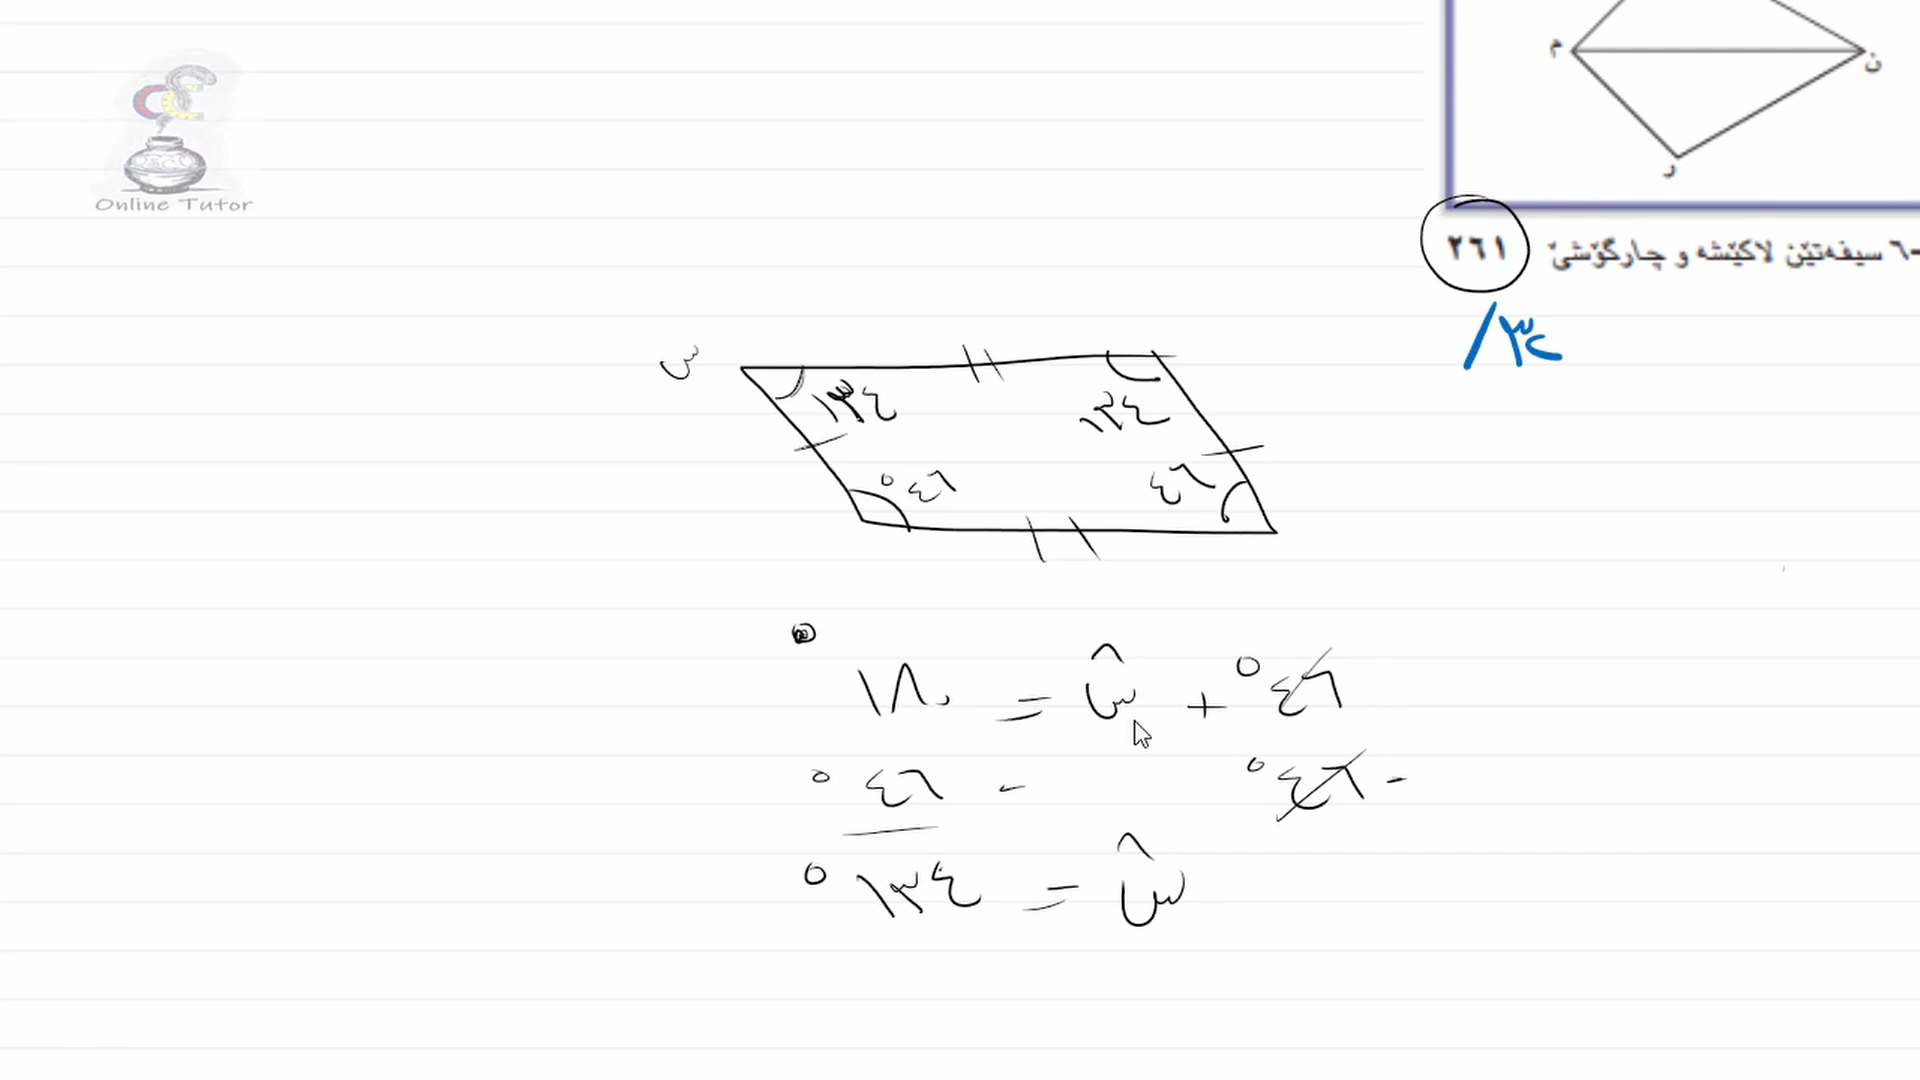 Online Tutor
م
ن
ر
٦- سیفەتێن لاکێشە و چارگۆشێ ٢٦١
٣٢/
س
١٣٤ ١٣٤
°٤٦ ٤٦
°٤٦ + س̂ = ١٨٠
- °٤٦ - °٤٦
س̂ = °١٣٤